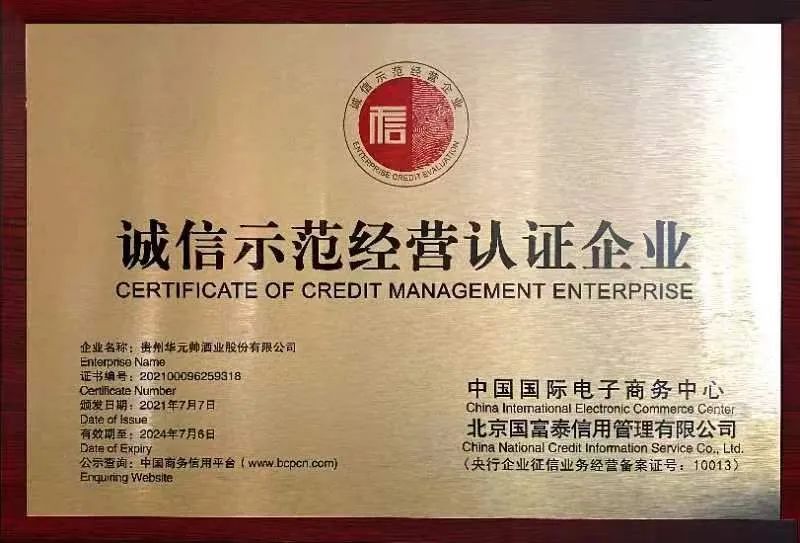 诚信示范经营企业
信
ENTERPRISE CREDIT EVALUATION
诚信示范经营认证企业
CERTIFICATE OF CREDIT MANAGEMENT ENTERPRISE
企业名称：贵州华元帅酒业股份有限公司
Enterprise Name
证书编号：202100096259318
Certificate Number
颁发日期：2021年7月7日
Date of Issue
有效期至：2024年7月6日
Date of Expiry
公示查询：中国商务信用平台（www.bcpcn.com）
Enquiring Website
中国国际电子商务中心
China International Electronic Commerce Center
北京国富泰信用管理有限公司
China National Credit Information Service Co., Ltd.
（央行企业征信业务经营备案证号：10013）